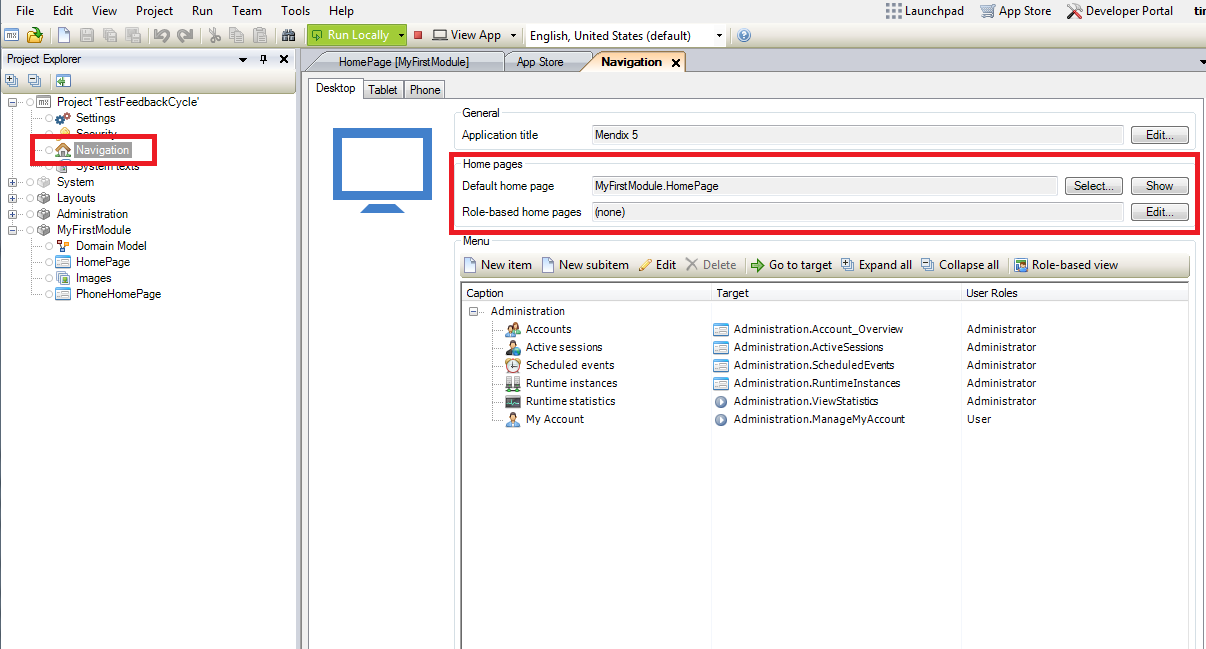 File Edit View Project Run Team Tools Help Launchpad App Store Developer Portal tir
mx Run Locally View App English, United States (default)
Project Explorer
HomePage [MyFirstModule] App Store Navigation
Desktop Tablet Phone
Project 'TestFeedbackCycle'
Settings
Security
Navigation
System texts
System
Layouts
Administration
MyFirstModule
Domain Model
HomePage
Images
PhoneHomePage
General
Application title Mendix 5 Edit...
Home pages
Default home page MyFirstModule.HomePage Select... Show
Role-based home pages (none) Edit...
Menu
New item New subitem Edit Delete Go to target Expand all Collapse all Role-based view
Caption Target User Roles
Administration
Accounts Administration.Account_Overview Administrator
Active sessions Administration.ActiveSessions Administrator
Scheduled events Administration.ScheduledEvents Administrator
Runtime instances Administration.RuntimeInstances Administrator
Runtime statistics Administration.ViewStatistics Administrator
My Account Administration.ManageMyAccount User